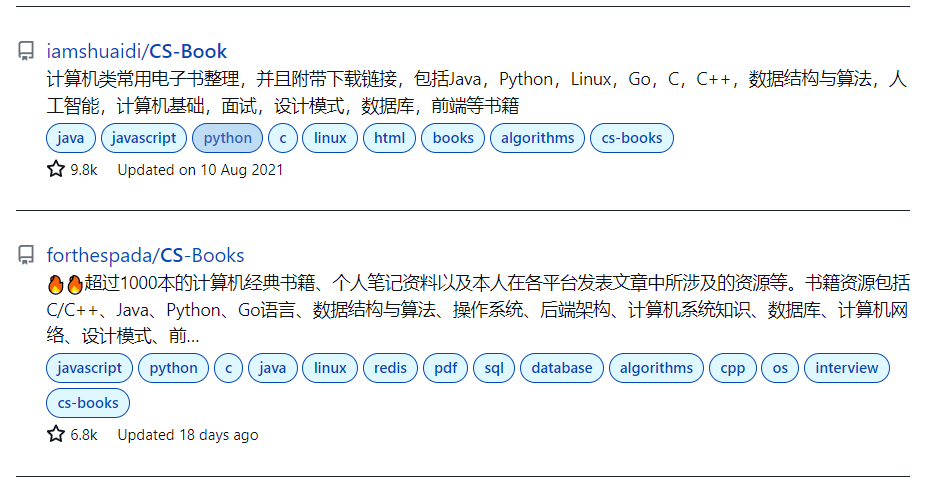 iamshuaidi/CS-Book
计算机类常用电子书整理，并且附带下载链接，包括Java，Python，Linux，Go，C，C++，数据结构与算法，人
工智能，计算机基础，面试，设计模式，数据库，前端等书籍
java javascript python c linux html books algorithms cs-books
9.8k Updated on 10 Aug 2021
forthespada/CS-Books
🔥🔥超过1000本的计算机经典书籍、个人笔记资料以及本人在各平台发表文章中所涉及的资源等。书籍资源包括
C/C++、Java、Python、Go语言、数据结构与算法、操作系统、后端架构、计算机系统知识、数据库、计算机网
络、设计模式、前...
javascript python c java linux redis pdf sql database algorithms cpp os interview
cs-books
6.8k Updated 18 days ago